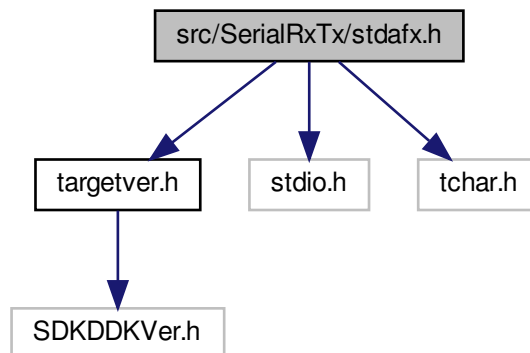 src/SerialRxTx/stdafx.h
targetver.h
stdio.h
tchar.h
SDKDDKVer.h